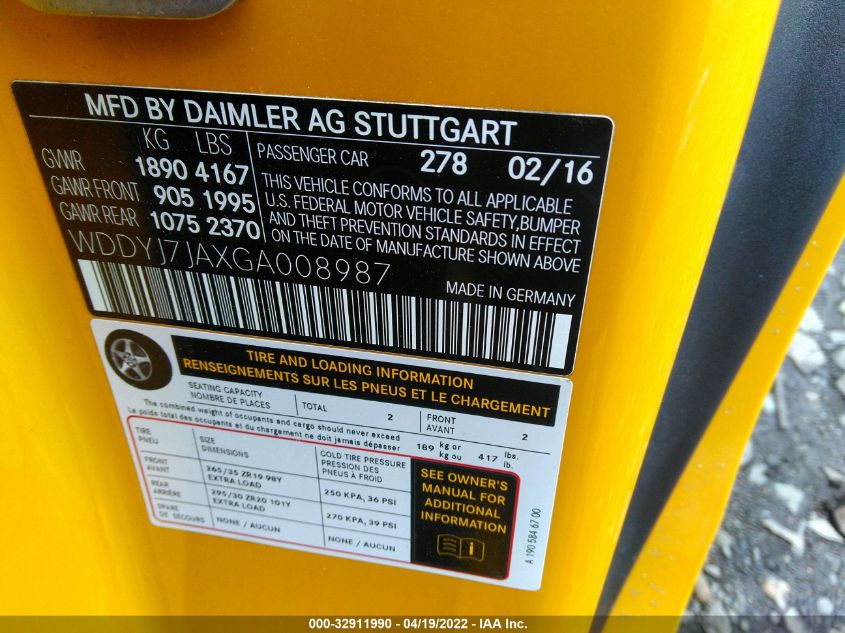 MFD BY DAIMLER AG STUTTGART
KG LBS
GVWR 1890 4167
GAWR FRONT 905 1995
GAWR REAR 1075 2370
PASSENGER CAR 278 02/16
THIS VEHICLE CONFORMS TO ALL APPLICABLE
U.S. FEDERAL MOTOR VEHICLE SAFETY,BUMPER
AND THEFT PREVENTION STANDARDS IN EFFECT
ON THE DATE OF MANUFACTURE SHOWN ABOVE
WDDYJ7JAXGA008987
MADE IN GERMANY
TIRE AND LOADING INFORMATION
RENSEIGNEMENTS SUR LES PNEUS ET LE CHARGEMENT
SEATING CAPACITY
NOMBRE DE PLACES
TOTAL 2
FRONT
AVANT 2
The combined weight of occupants and cargo should never exceed
Le poids total des occupants et du chargement ne doit jamais dépasser
189 kg or
kg ou
417 lbs.
lb.
TIRE
PNEU
SIZE
DIMENSIONS
COLD TIRE PRESSURE
PRESSION DES
PNEUS À FROID
FRONT
AVANT
265/35 ZR19 98Y
EXTRA LOAD
250 KPA, 36 PSI
REAR
ARRIÈRE
295/30 ZR20 101Y
EXTRA LOAD
270 KPA, 39 PSI
SPARE
DE SECOURS
NONE / AUCUN
NONE / AUCUN
SEE OWNER'S
MANUAL FOR
ADDITIONAL
INFORMATION
A 190 584 67 00
000-32911990 - 04/19/2022 - IAA Inc.